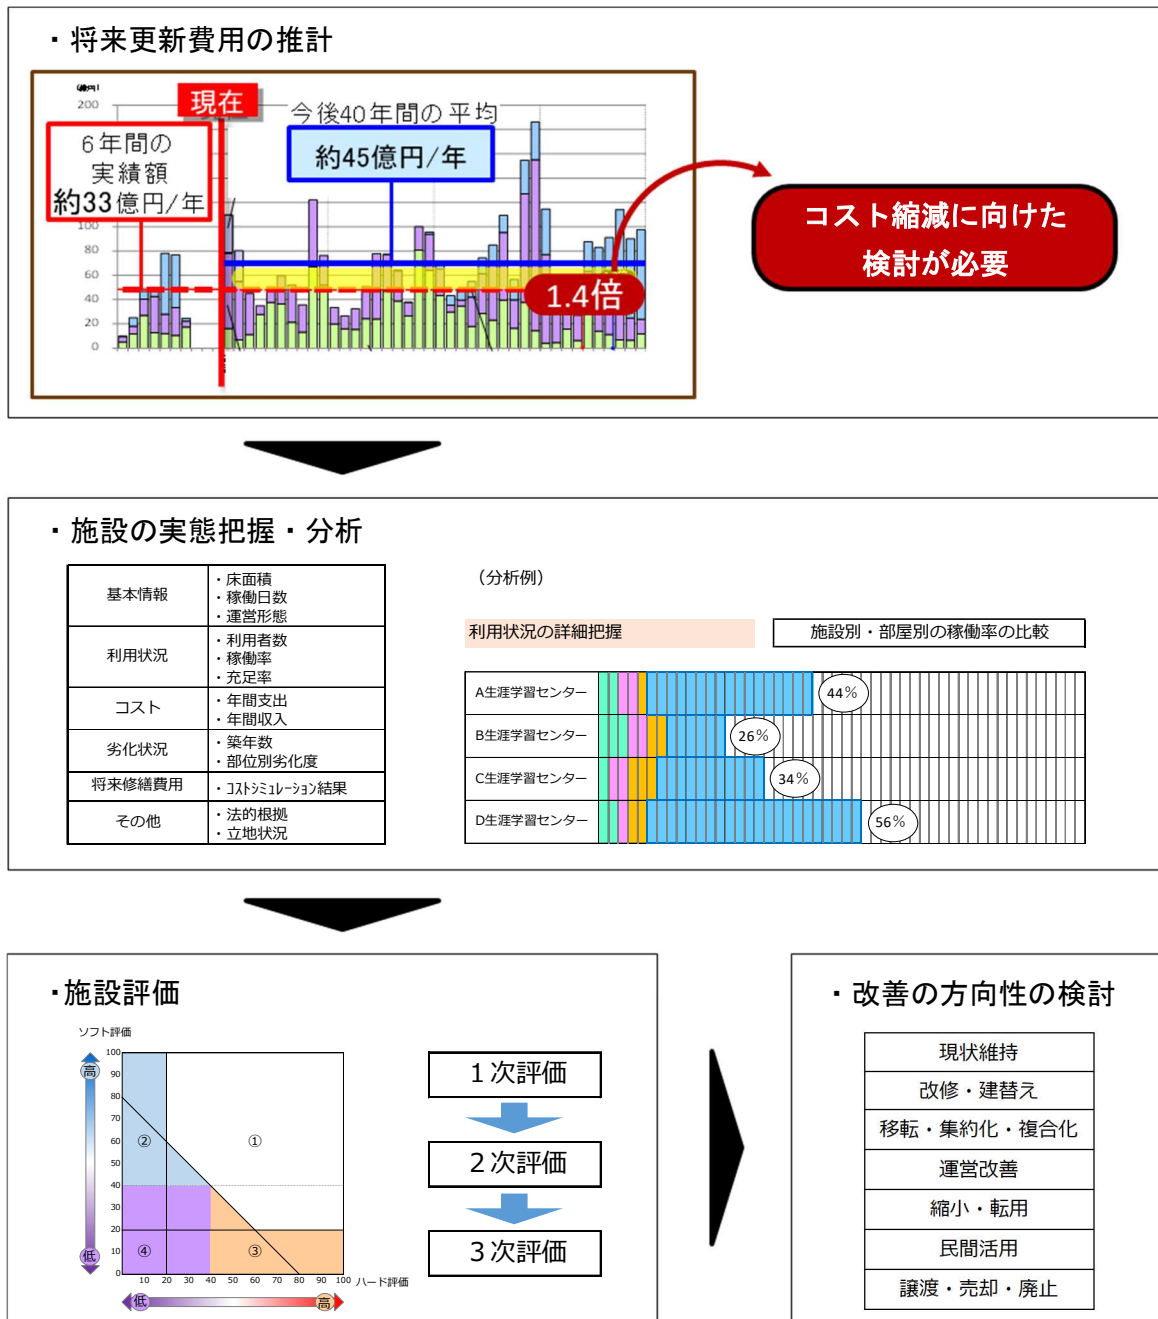 ・将来更新費用の推計
(億円)
200
現在
今後40年間の平均
6年間の
実績額
約33億円/年
約45億円/年
100
80
60
40
20
0
1.4倍
コスト縮減に向けた
検討が必要
・施設の実態把握・分析
基本情報
・床面積
・稼働日数
・運営形態
利用状況
・利用者数
・稼働率
・充足率
コスト
・年間支出
・年間収入
劣化状況
・築年数
・部位別劣化度
将来修繕費用
・コストシミュレーション結果
その他
・法的根拠
・立地状況
（分析例）
利用状況の詳細把握
施設別・部屋別の稼働率の比較
A生涯学習センター
44%
B生涯学習センター
26%
C生涯学習センター
34%
D生涯学習センター
56%
・施設評価
ソフト評価
高
低
100
90
80
70
60
50
40
30
20
10
0
②
①
④
③
10 20 30 40 50 60 70 80 90 100
ハード評価
低
高
１次評価
２次評価
３次評価
・改善の方向性の検討
現状維持
改修・建替え
移転・集約化・複合化
運営改善
縮小・転用
民間活用
譲渡・売却・廃止